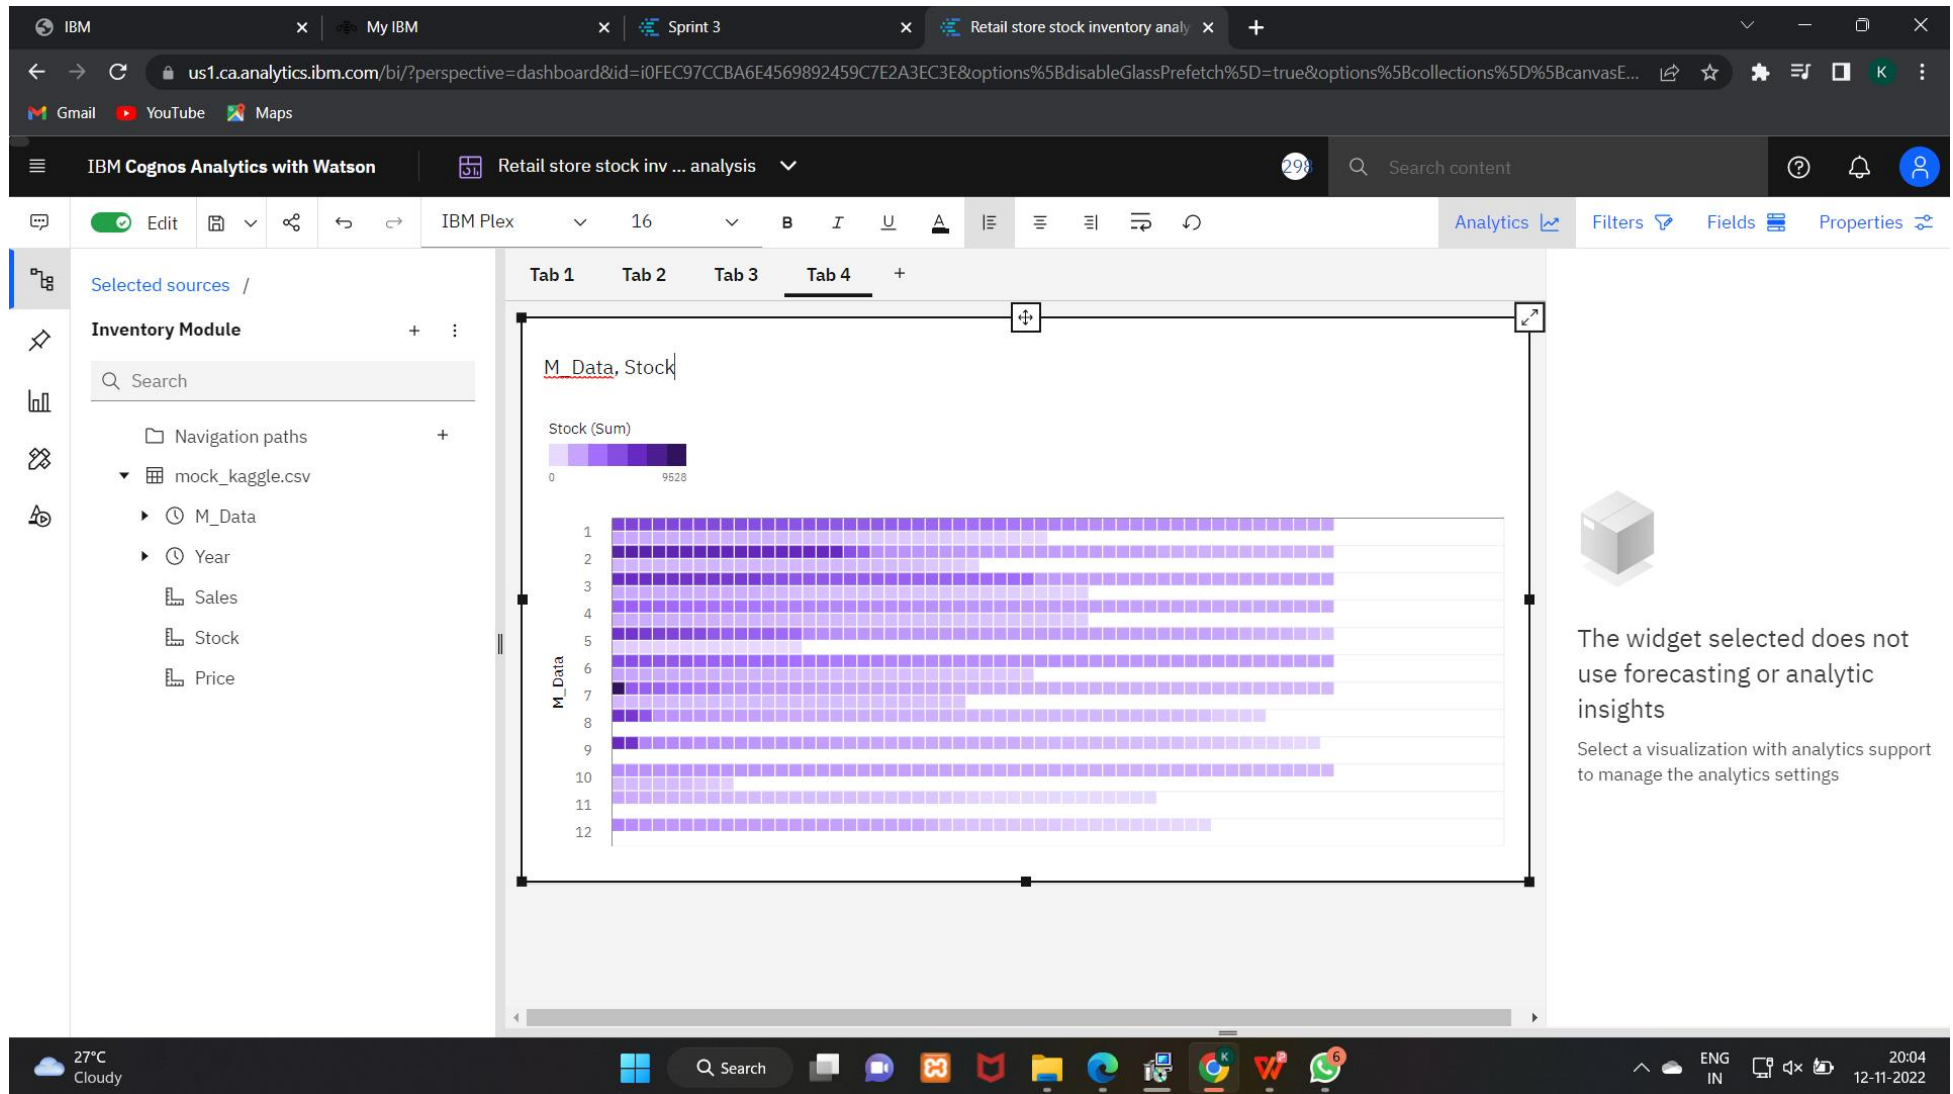 IBM
My IBM
Sprint 3
Retail store stock inventory analy
us1.ca.analytics.ibm.com/bi/?perspective=dashboard&id=i0FEC97CCBA6E4569892459C7E2A3EC3E&options%5BdisableGlassPrefetch%5D=true&options%5Bcollections%5D%5BcanvasE...
K
Gmail
YouTube
Maps
IBM Cognos Analytics with Watson
Retail store stock inv ... analysis
298
Search content
Edit
IBM Plex
16
B
I
U
A
Analytics
Filters
Fields
Properties
Selected sources /
Inventory Module
Search
Navigation paths
mock_kaggle.csv
M_Data
Year
Sales
Stock
Price
Tab 1
Tab 2
Tab 3
Tab 4
M_Data, Stock
Stock (Sum)
0
9528
M_Data
1
2
3
4
5
6
7
8
9
10
11
12
The widget selected does not
use forecasting or analytic
insights
Select a visualization with analytics support
to manage the analytics settings
27°C
Cloudy
Search
K
6
ENG
IN
20:04
12-11-2022